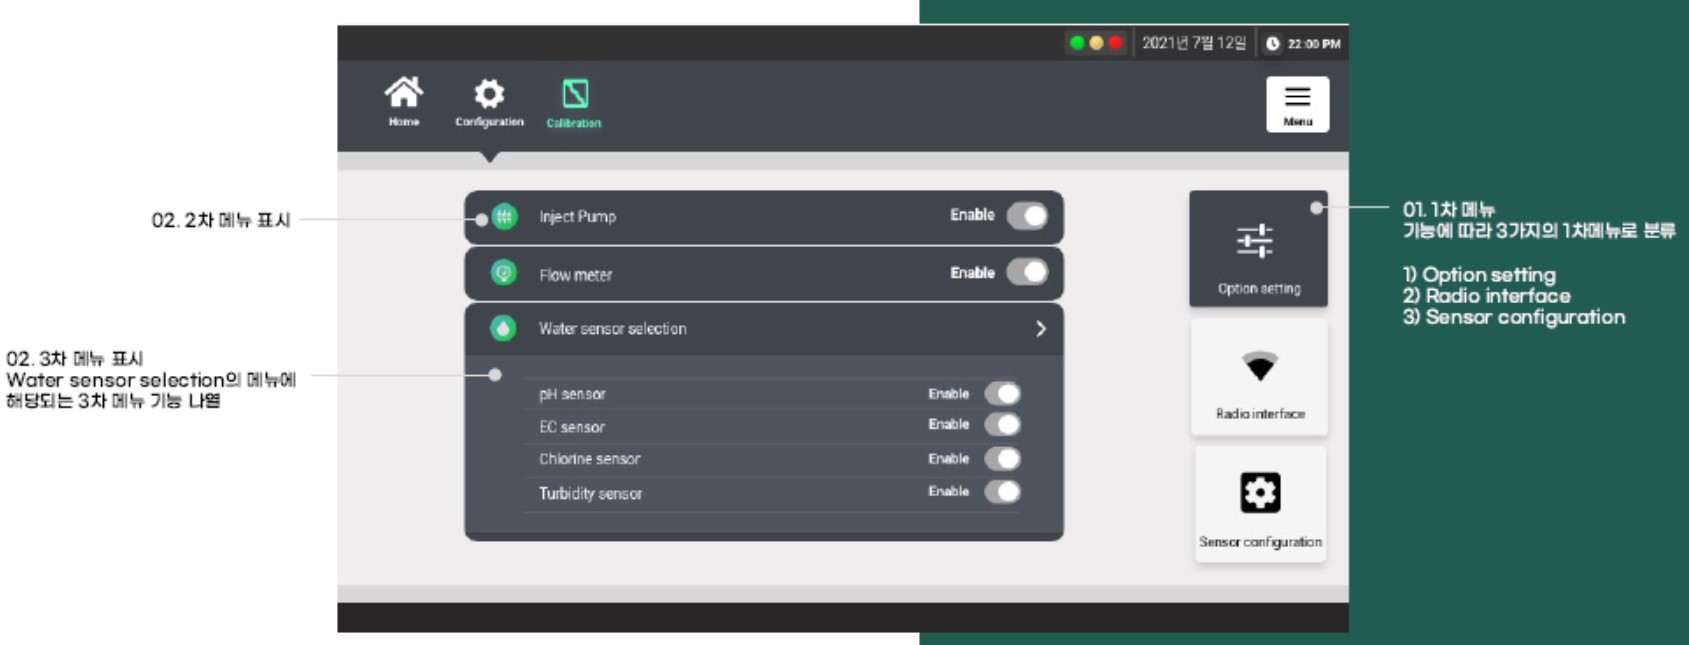 2021년 7월 12일 22:00 PM
Home
Configuration
Calibration
Menu
02. 2차 메뉴 표시
Inject Pump Enable
Flow meter Enable
Water sensor selection
02. 3차 메뉴 표시
Water sensor selection의 메뉴에
해당되는 3차 메뉴 기능 나열
pH sensor Enable
EC sensor Enable
Chlorine sensor Enable
Turbidity sensor Enable
Option setting
Radio interface
Sensor configuration
01. 1차 메뉴
기능에 따라 3가지의 1차메뉴로 분류
1) Option setting
2) Radio interface
3) Sensor configuration